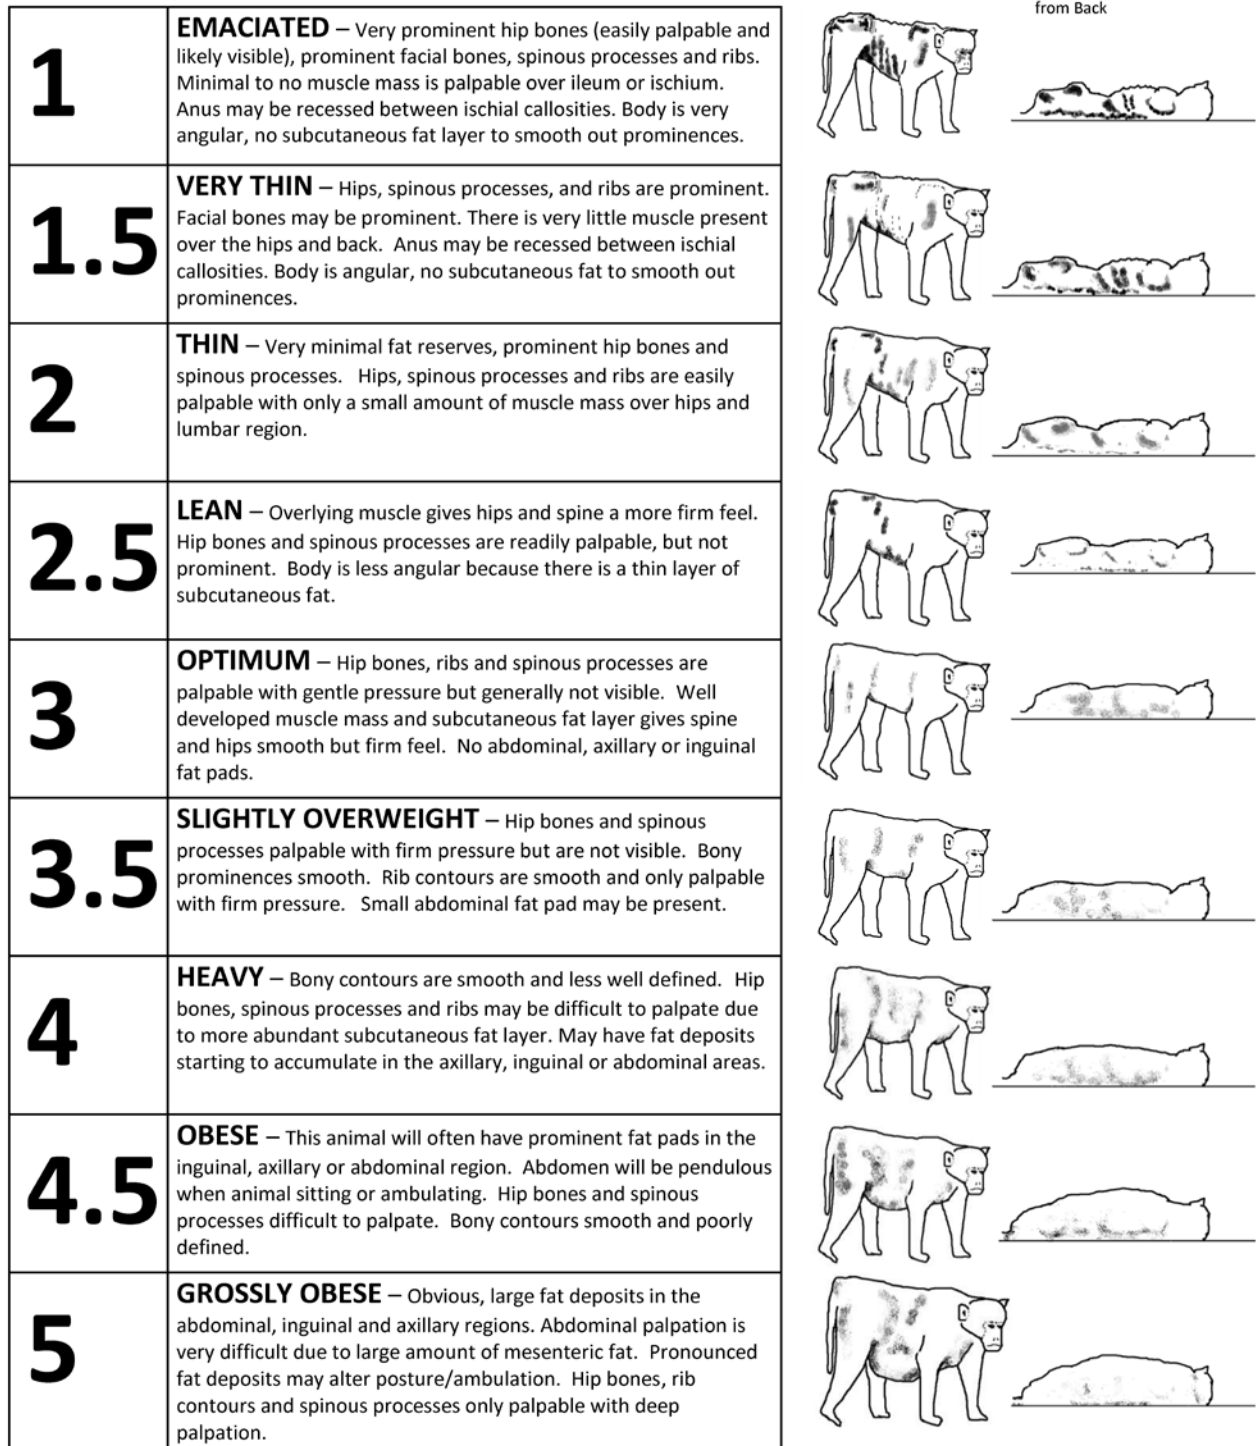 from Back
1
EMACIATED – Very prominent hip bones (easily palpable and
likely visible), prominent facial bones, spinous processes and ribs.
Minimal to no muscle mass is palpable over ileum or ischium.
Anus may be recessed between ischial callosities. Body is very
angular, no subcutaneous fat layer to smooth out prominences.
1.5
VERY THIN – Hips, spinous processes, and ribs are prominent.
Facial bones may be prominent. There is very little muscle present
over the hips and back. Anus may be recessed between ischial
callosities. Body is angular, no subcutaneous fat to smooth out
prominences.
2
THIN – Very minimal fat reserves, prominent hip bones and
spinous processes. Hips, spinous processes and ribs are easily
palpable with only a small amount of muscle mass over hips and
lumbar region.
2.5
LEAN – Overlying muscle gives hips and spine a more firm feel.
Hip bones and spinous processes are readily palpable, but not
prominent. Body is less angular because there is a thin layer of
subcutaneous fat.
3
OPTIMUM – Hip bones, ribs and spinous processes are
palpable with gentle pressure but generally not visible. Well
developed muscle mass and subcutaneous fat layer gives spine
and hips smooth but firm feel. No abdominal, axillary or inguinal
fat pads.
3.5
SLIGHTLY OVERWEIGHT – Hip bones and spinous
processes palpable with firm pressure but are not visible. Bony
prominences smooth. Rib contours are smooth and only palpable
with firm pressure. Small abdominal fat pad may be present.
4
HEAVY – Bony contours are smooth and less well defined. Hip
bones, spinous processes and ribs may be difficult to palpate due
to more abundant subcutaneous fat layer. May have fat deposits
starting to accumulate in the axillary, inguinal or abdominal areas.
4.5
OBESE – This animal will often have prominent fat pads in the
inguinal, axillary or abdominal region. Abdomen will be pendulous
when animal sitting or ambulating. Hip bones and spinous
processes difficult to palpate. Bony contours smooth and poorly
defined.
5
GROSSLY OBESE – Obvious, large fat deposits in the
abdominal, inguinal and axillary regions. Abdominal palpation is
very difficult due to large amount of mesenteric fat. Pronounced
fat deposits may alter posture/ambulation. Hip bones, rib
contours and spinous processes only palpable with deep
palpation.